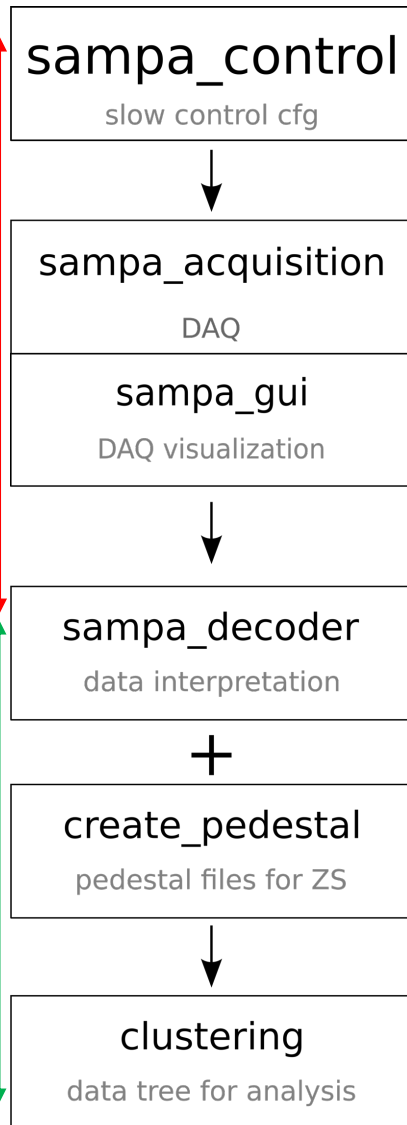 sampa_control
slow control cfg
sampa_acquisition
DAQ
sampa_gui
DAQ visualization
sampa_decoder
data interpretation
+
create_pedestal
pedestal files for ZS
clustering
data tree for analysis